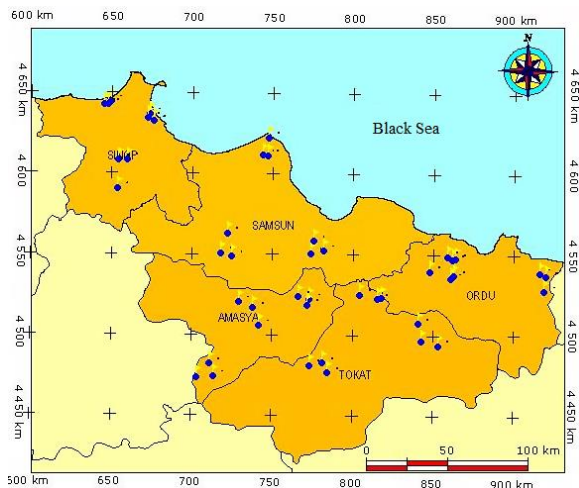 600 km 650 700 750 800 850 900 km
N
4 650 km
4 650 km
Black Sea
SINOP
4 600
4 600
SAMSUN
4 550
4 550
ORDU
AMASYA
4 500
4 500
TOKAT
4 450 km
4 450 km
0 50 100 km
500 km 650 700 750 800 850 900 km